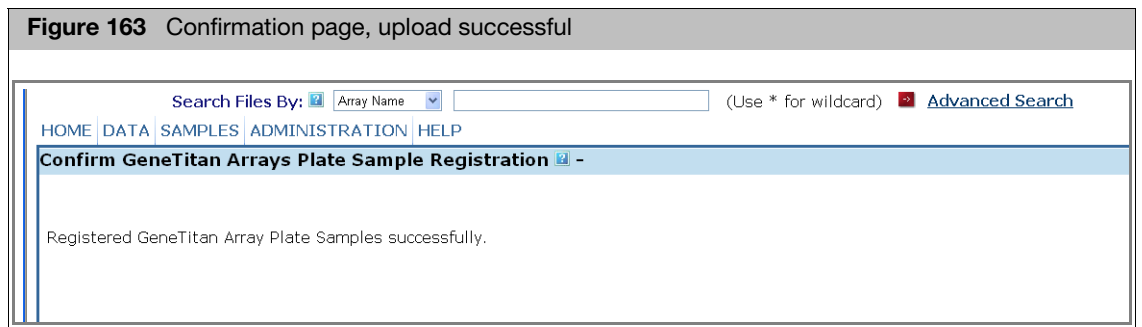 Figure 163 Confirmation page, upload successful
Search Files By: ? Array Name (Use * for wildcard) Advanced Search
HOME DATA SAMPLES ADMINISTRATION HELP
Confirm GeneTitan Arrays Plate Sample Registration ? -
Registered GeneTitan Array Plate Samples successfully.